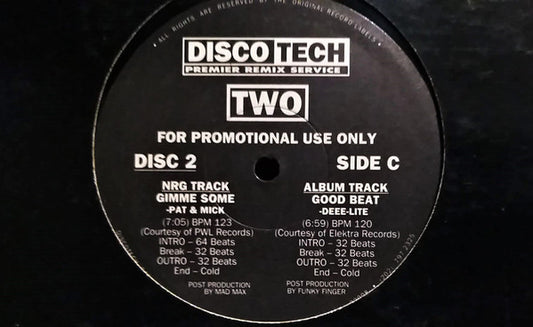 • ALL RIGHTS ARE RESERVED BY THE ORIGINAL RECORD LABELS •
DISCO TECH
PREMIER REMIX SERVICE
TWO
FOR PROMOTIONAL USE ONLY
DISC 2 SIDE C
NRG TRACK
GIMME SOME
-PAT & MICK
(7:05) BPM 123
(Courtesy of PWL Records)
INTRO – 64 Beats
Break – 32 Beats
OUTRO – 32 Beats
End – Cold
POST PRODUCTION
BY MAD MAX
ALBUM TRACK
GOOD BEAT
-DEEE-LITE
(6:59) BPM 120
(Courtesy of Elektra Records)
INTRO – 32 Beats
Break – 32 Beats
OUTRO – 32 Beats
End – Cold
POST PRODUCTION
BY FUNKY FINGER